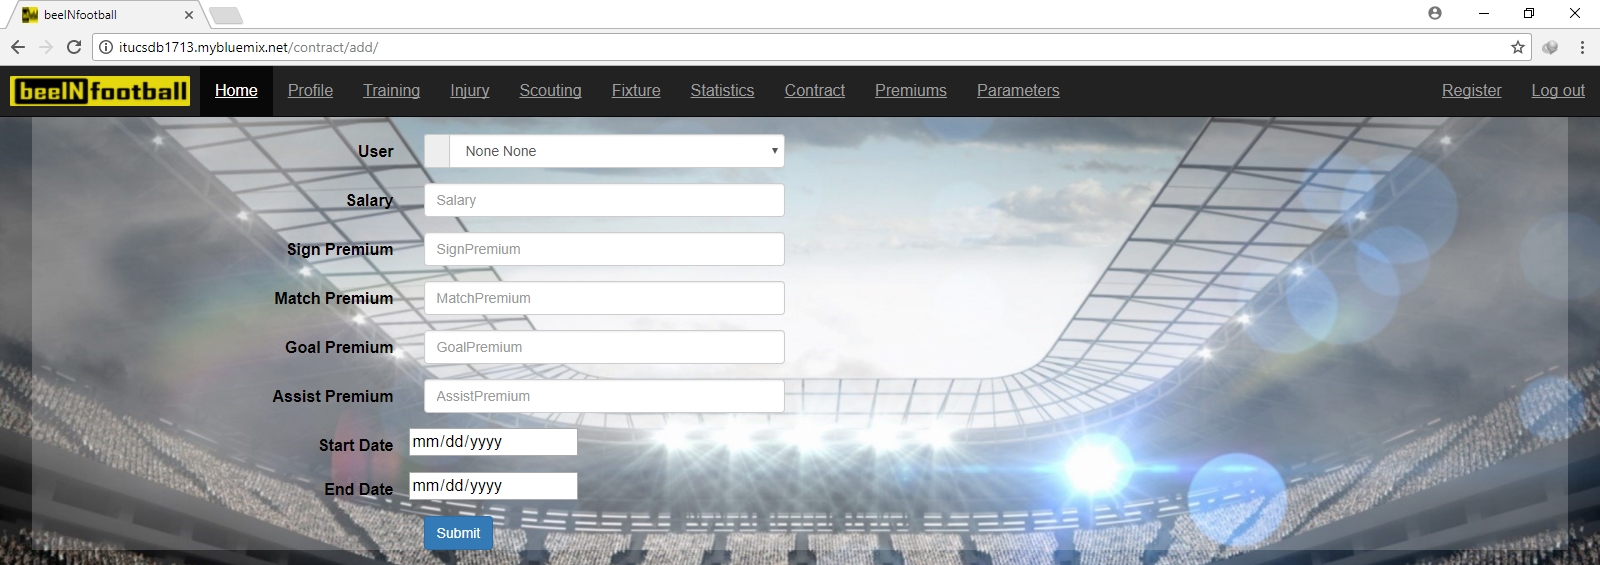 beeINfootball
itucsdb1713.mybluemix.net/contract/add/
beeINfootball Home Profile Training Injury Scouting Fixture Statistics Contract Premiums Parameters Register Log out
User None None
Salary Salary
Sign Premium SignPremium
Match Premium MatchPremium
Goal Premium GoalPremium
Assist Premium AssistPremium
Start Date mm/dd/yyyy
End Date mm/dd/yyyy
Submit